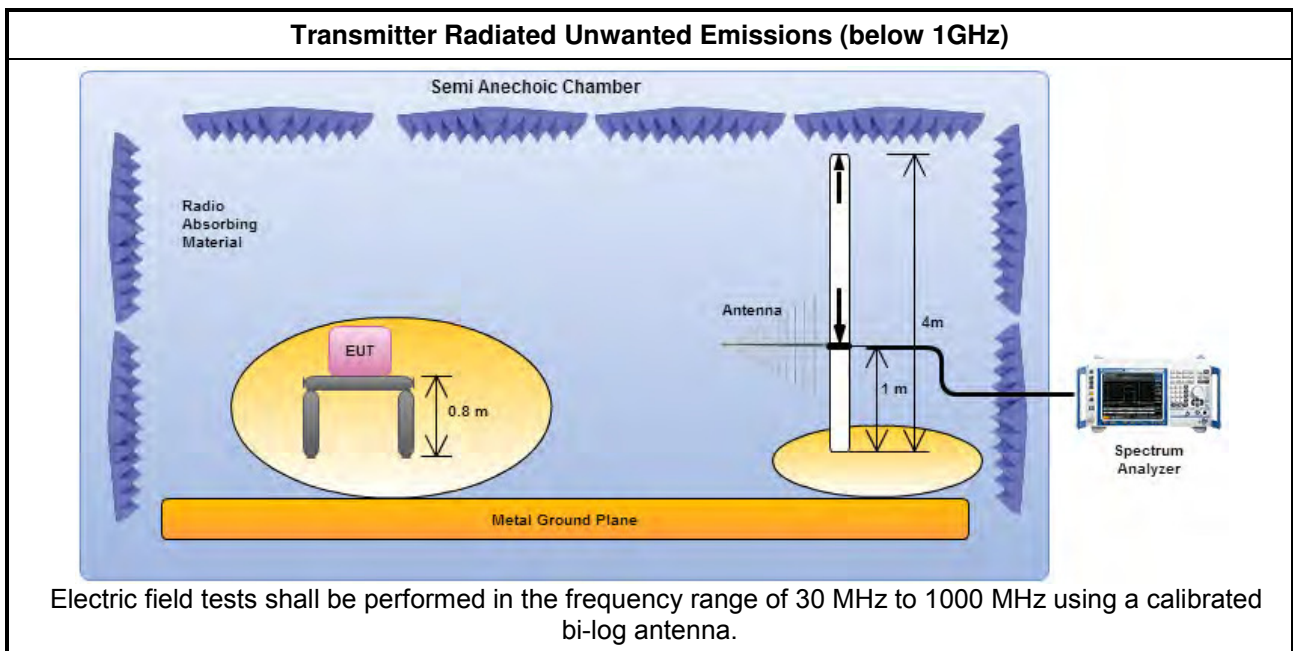 Transmitter Radiated Unwanted Emissions (below 1GHz)
Semi Anechoic Chamber
Radio
Absorbing
Material
Antenna
4m
EUT
1 m
0.8 m
Spectrum
Analyzer
Metal Ground Plane
Electric field tests shall be performed in the frequency range of 30 MHz to 1000 MHz using a calibrated
bi-log antenna.